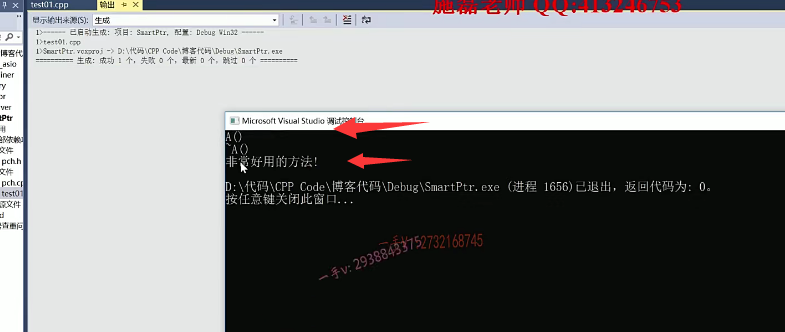 施磊老师 QQ:413246753
test01.cpp
输出
显示输出来源(S): 生成
1>------ 已启动生成: 项目: SmartPtr, 配置: Debug Win32 ------
1>test01.cpp
1>SmartPtr.vcxproj -> D:\代码\CPP Code\博客代码\Debug\SmartPtr.exe
========== 生成: 成功 1 个，失败 0 个，最新 0 个，跳过 0 个 ==========
博客代
_asio
iner
ry
or
ver
tPtr
用
部依赖项
文件
pch.h
文件
pch.cp
test01
源文件
d
查重问
Microsoft Visual Studio 调试控制台
A()
~A()
非常好用的方法!
D:\代码\CPP Code\博客代码\Debug\SmartPtr.exe (进程 1656)已退出，返回代码为: 0。
按任意键关闭此窗口...
一手v: 2938843375
2732168745